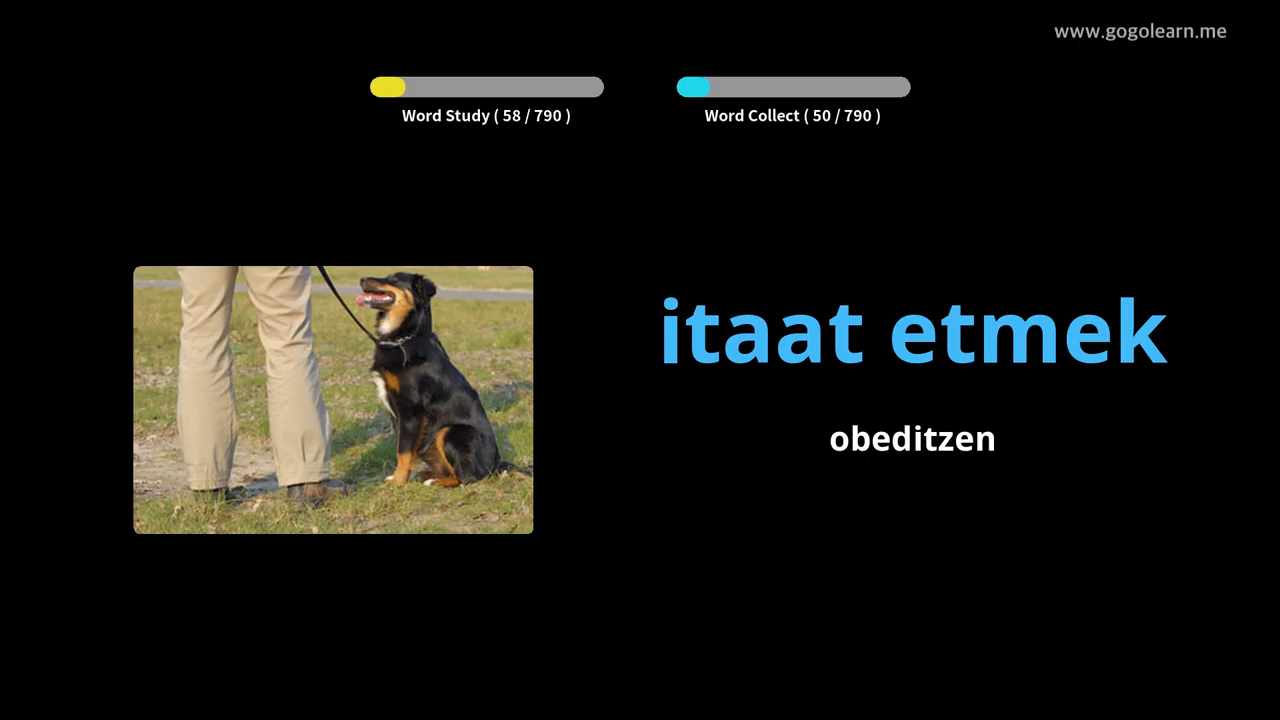 www.gogolearn.me
Word Study ( 58 / 790 )
Word Collect ( 50 / 790 )
itaat etmek
obeditzen